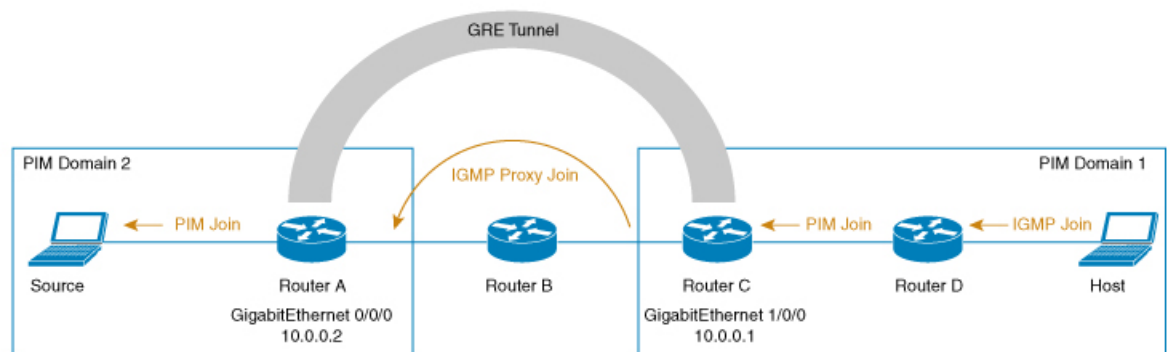 GRE Tunnel
PIM Domain 2
PIM Domain 1
IGMP Proxy Join
PIM Join
PIM Join
IGMP Join
Source
Router A
Router B
Router C
Router D
Host
GigabitEthernet 0/0/0
10.0.0.2
GigabitEthernet 1/0/0
10.0.0.1